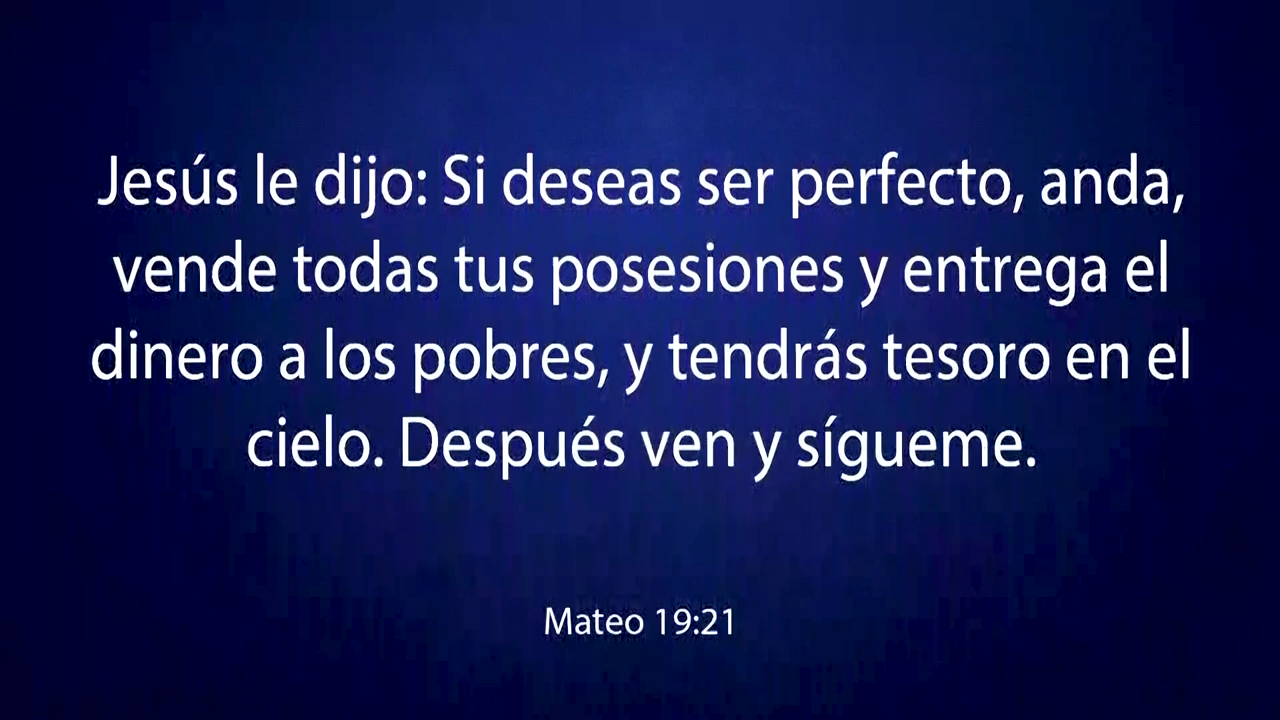 Jesús le dijo: Si deseas ser perfecto, anda,
vende todas tus posesiones y entrega el
dinero a los pobres, y tendrás tesoro en el
cielo. Después ven y sígueme.
Mateo 19:21